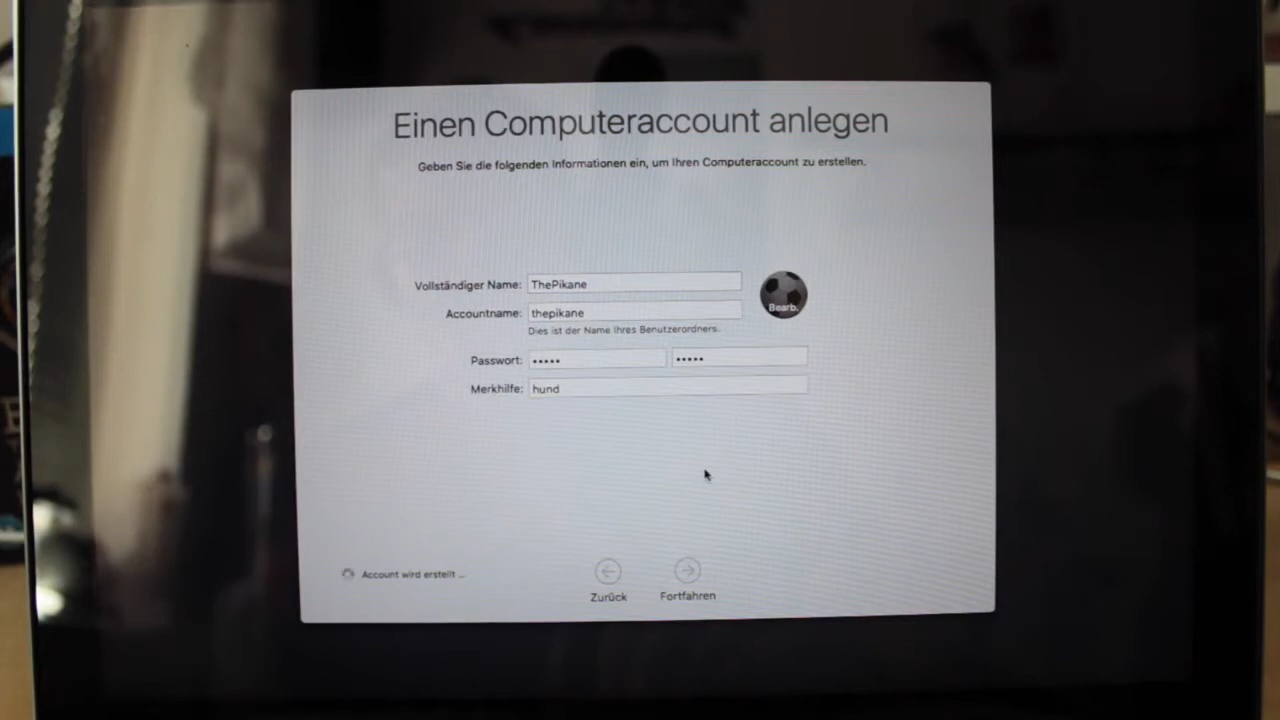 Einen Computeraccount anlegen
Geben Sie die folgenden Informationen ein, um Ihren Computeraccount zu erstellen.
Vollständiger Name: ThePikane
Bearb.
Accountname: thepikane
Dies ist der Name Ihres Benutzerordners.
Passwort: ••••• •••••
Merkhilfe: hund
Account wird erstellt ...
Zurück Fortfahren